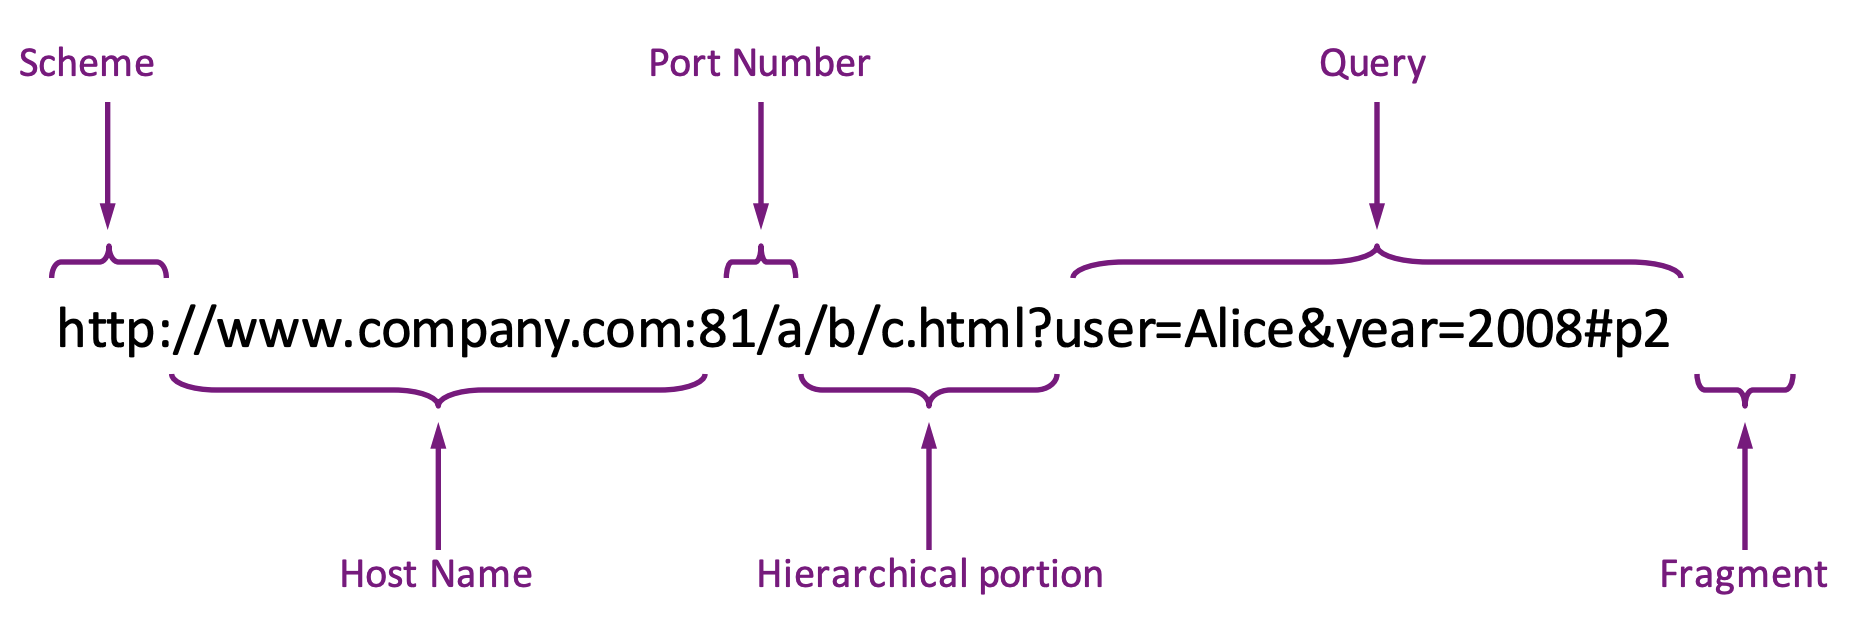 Scheme
Port Number
Query
http://www.company.com:81/a/b/c.html?user=Alice&year=2008#p2
Host Name
Hierarchical portion
Fragment